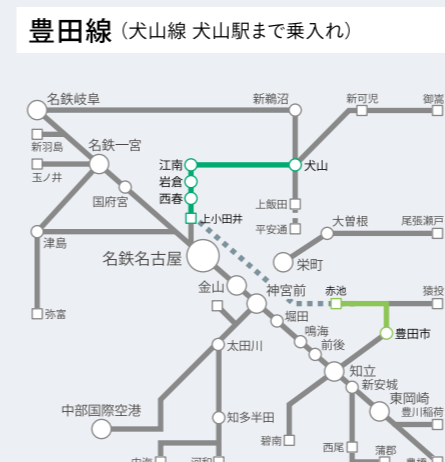 豊田線（犬山線 犬山駅まで乗入れ）
名鉄岐阜
新鵜沼
新可児
御嵩
新羽島
名鉄一宮
玉ノ井
国府宮
江南
犬山
岩倉
西春
上飯田
上小田井
平安通
大曽根
尾張瀬戸
津島
名鉄名古屋
栄町
金山
神宮前
赤池
猿投
弥富
堀田
鳴海
豊田市
前後
太田川
知立
新安城
中部国際空港
東岡崎
豊川稲荷
知多半田
碧南
西尾
蒲郡
内海
河和
豊橋